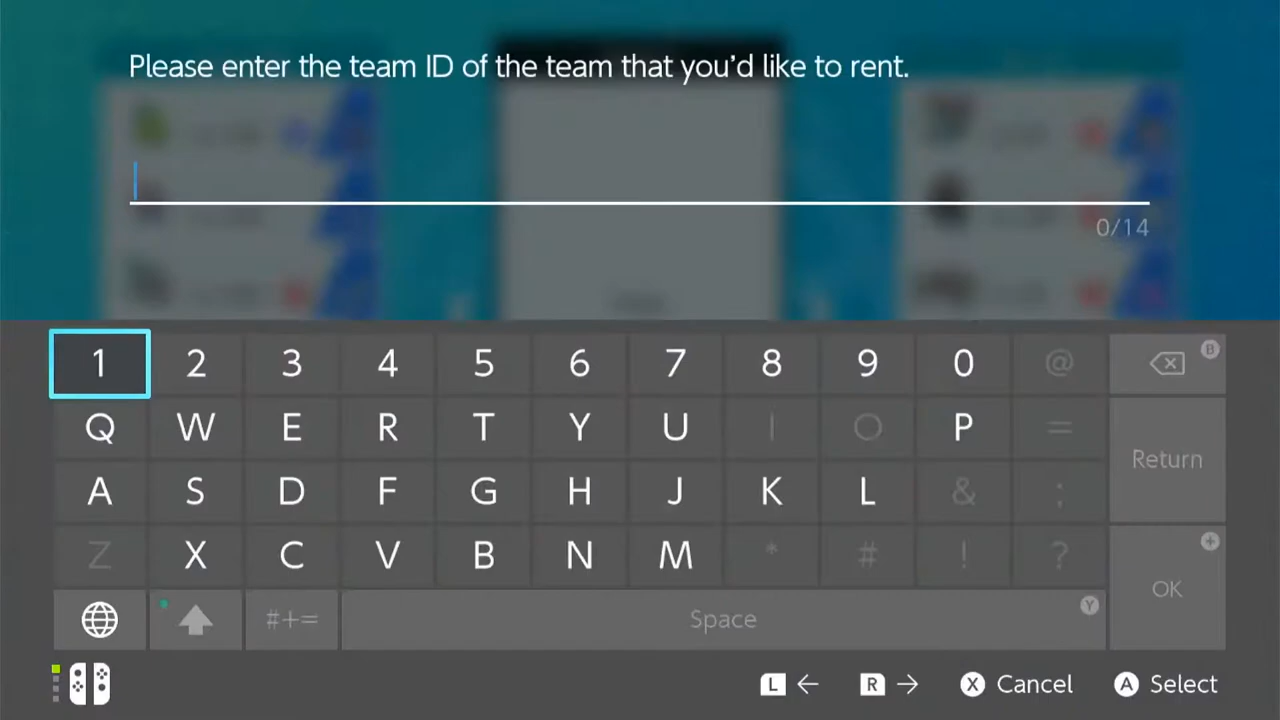 Please enter the team ID of the team that you'd like to rent.
0/14
1 2 3 4 5 6 7 8 9 0 @ B
Q W E R T Y U I O P = Return
A S D F G H J K L & ;
Z X C V B N M * # ! ? + OK
#+= Space Y
L ← R → X Cancel A Select